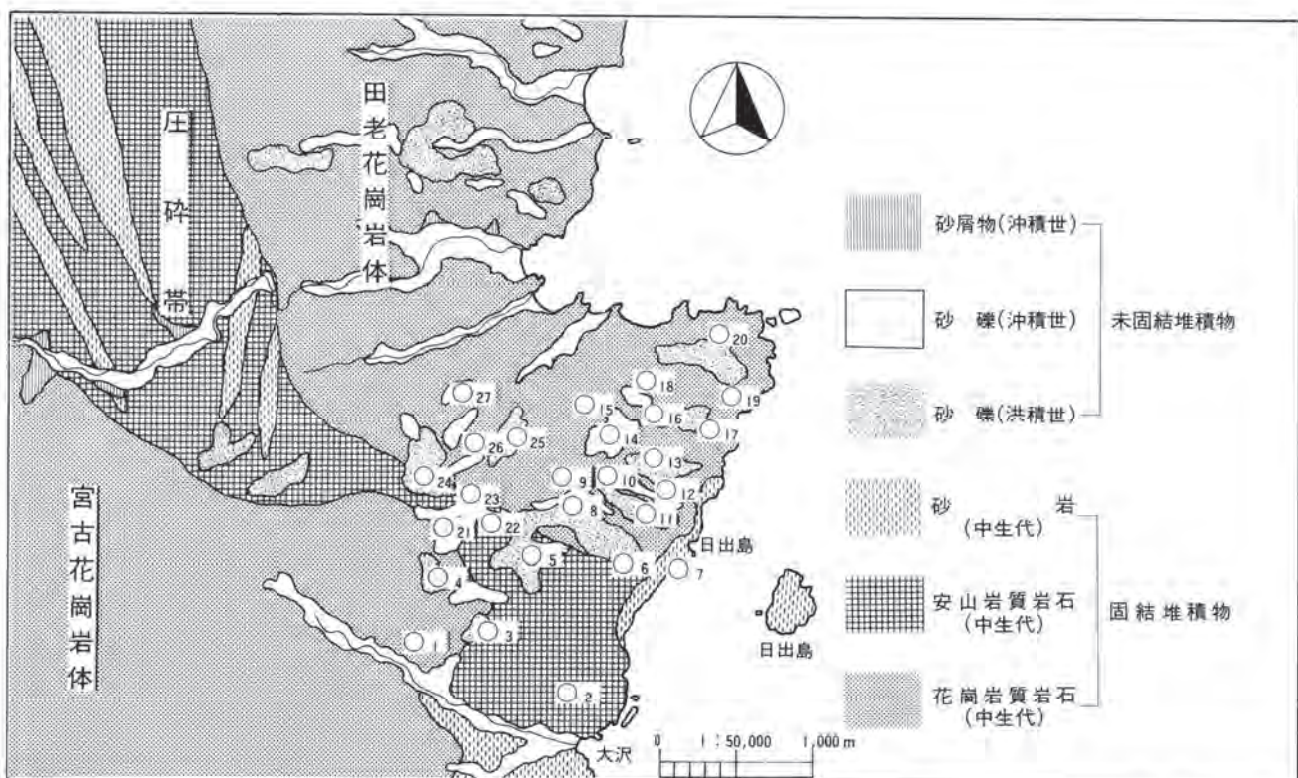 圧砕帯
田老花崗岩体
宮古花崗岩体
20
18
19
27
15
16
17
14
26
25
13
24
9
10
12
23
8
11
21
22
日出島
5
6
7
4
3
1
2
日出島
大沢
0 1:50,000 1,000m
砂屑物(沖積世)
砂礫(沖積世)
砂礫(洪積世)
未固結堆積物
砂岩
(中生代)
安山岩質岩石
(中生代)
花崗岩質岩石
(中生代)
固結堆積物